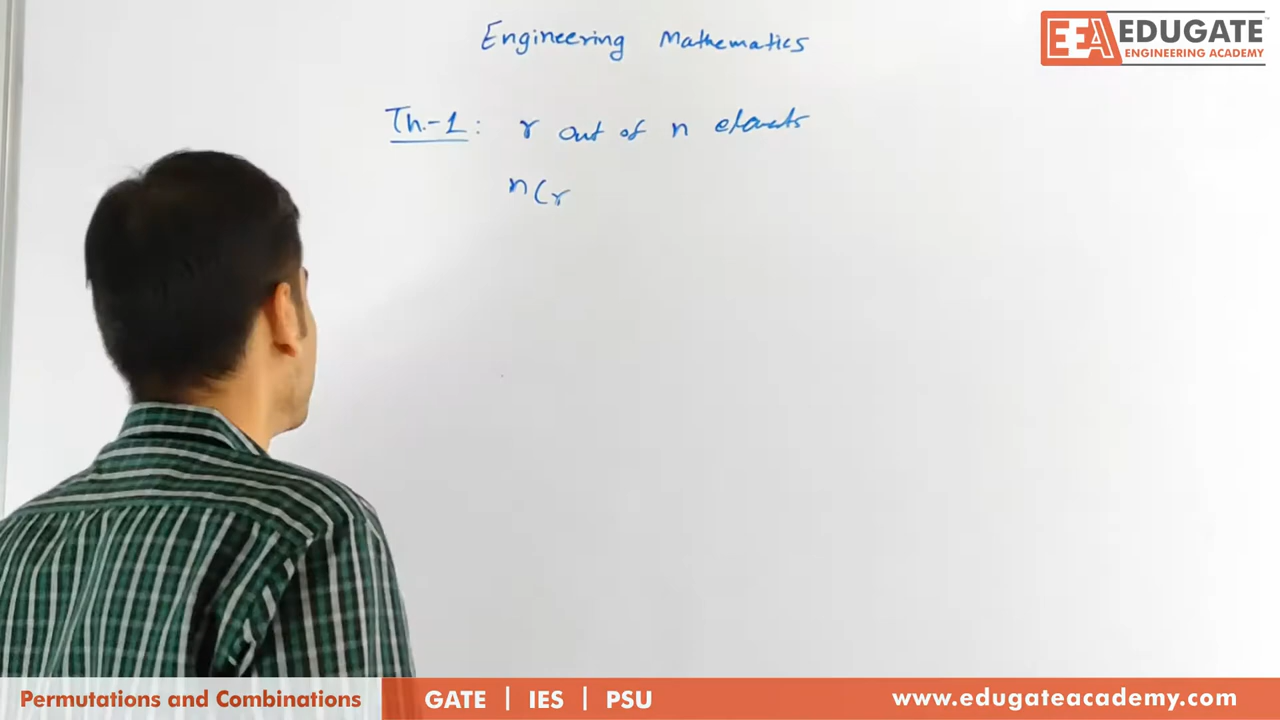 Engineering Mathematics
EEA EDUGATE
ENGINEERING ACADEMY
Th.-1: r out of n elements
nCr
Permutations and Combinations
GATE | IES | PSU
www.edugateacademy.com